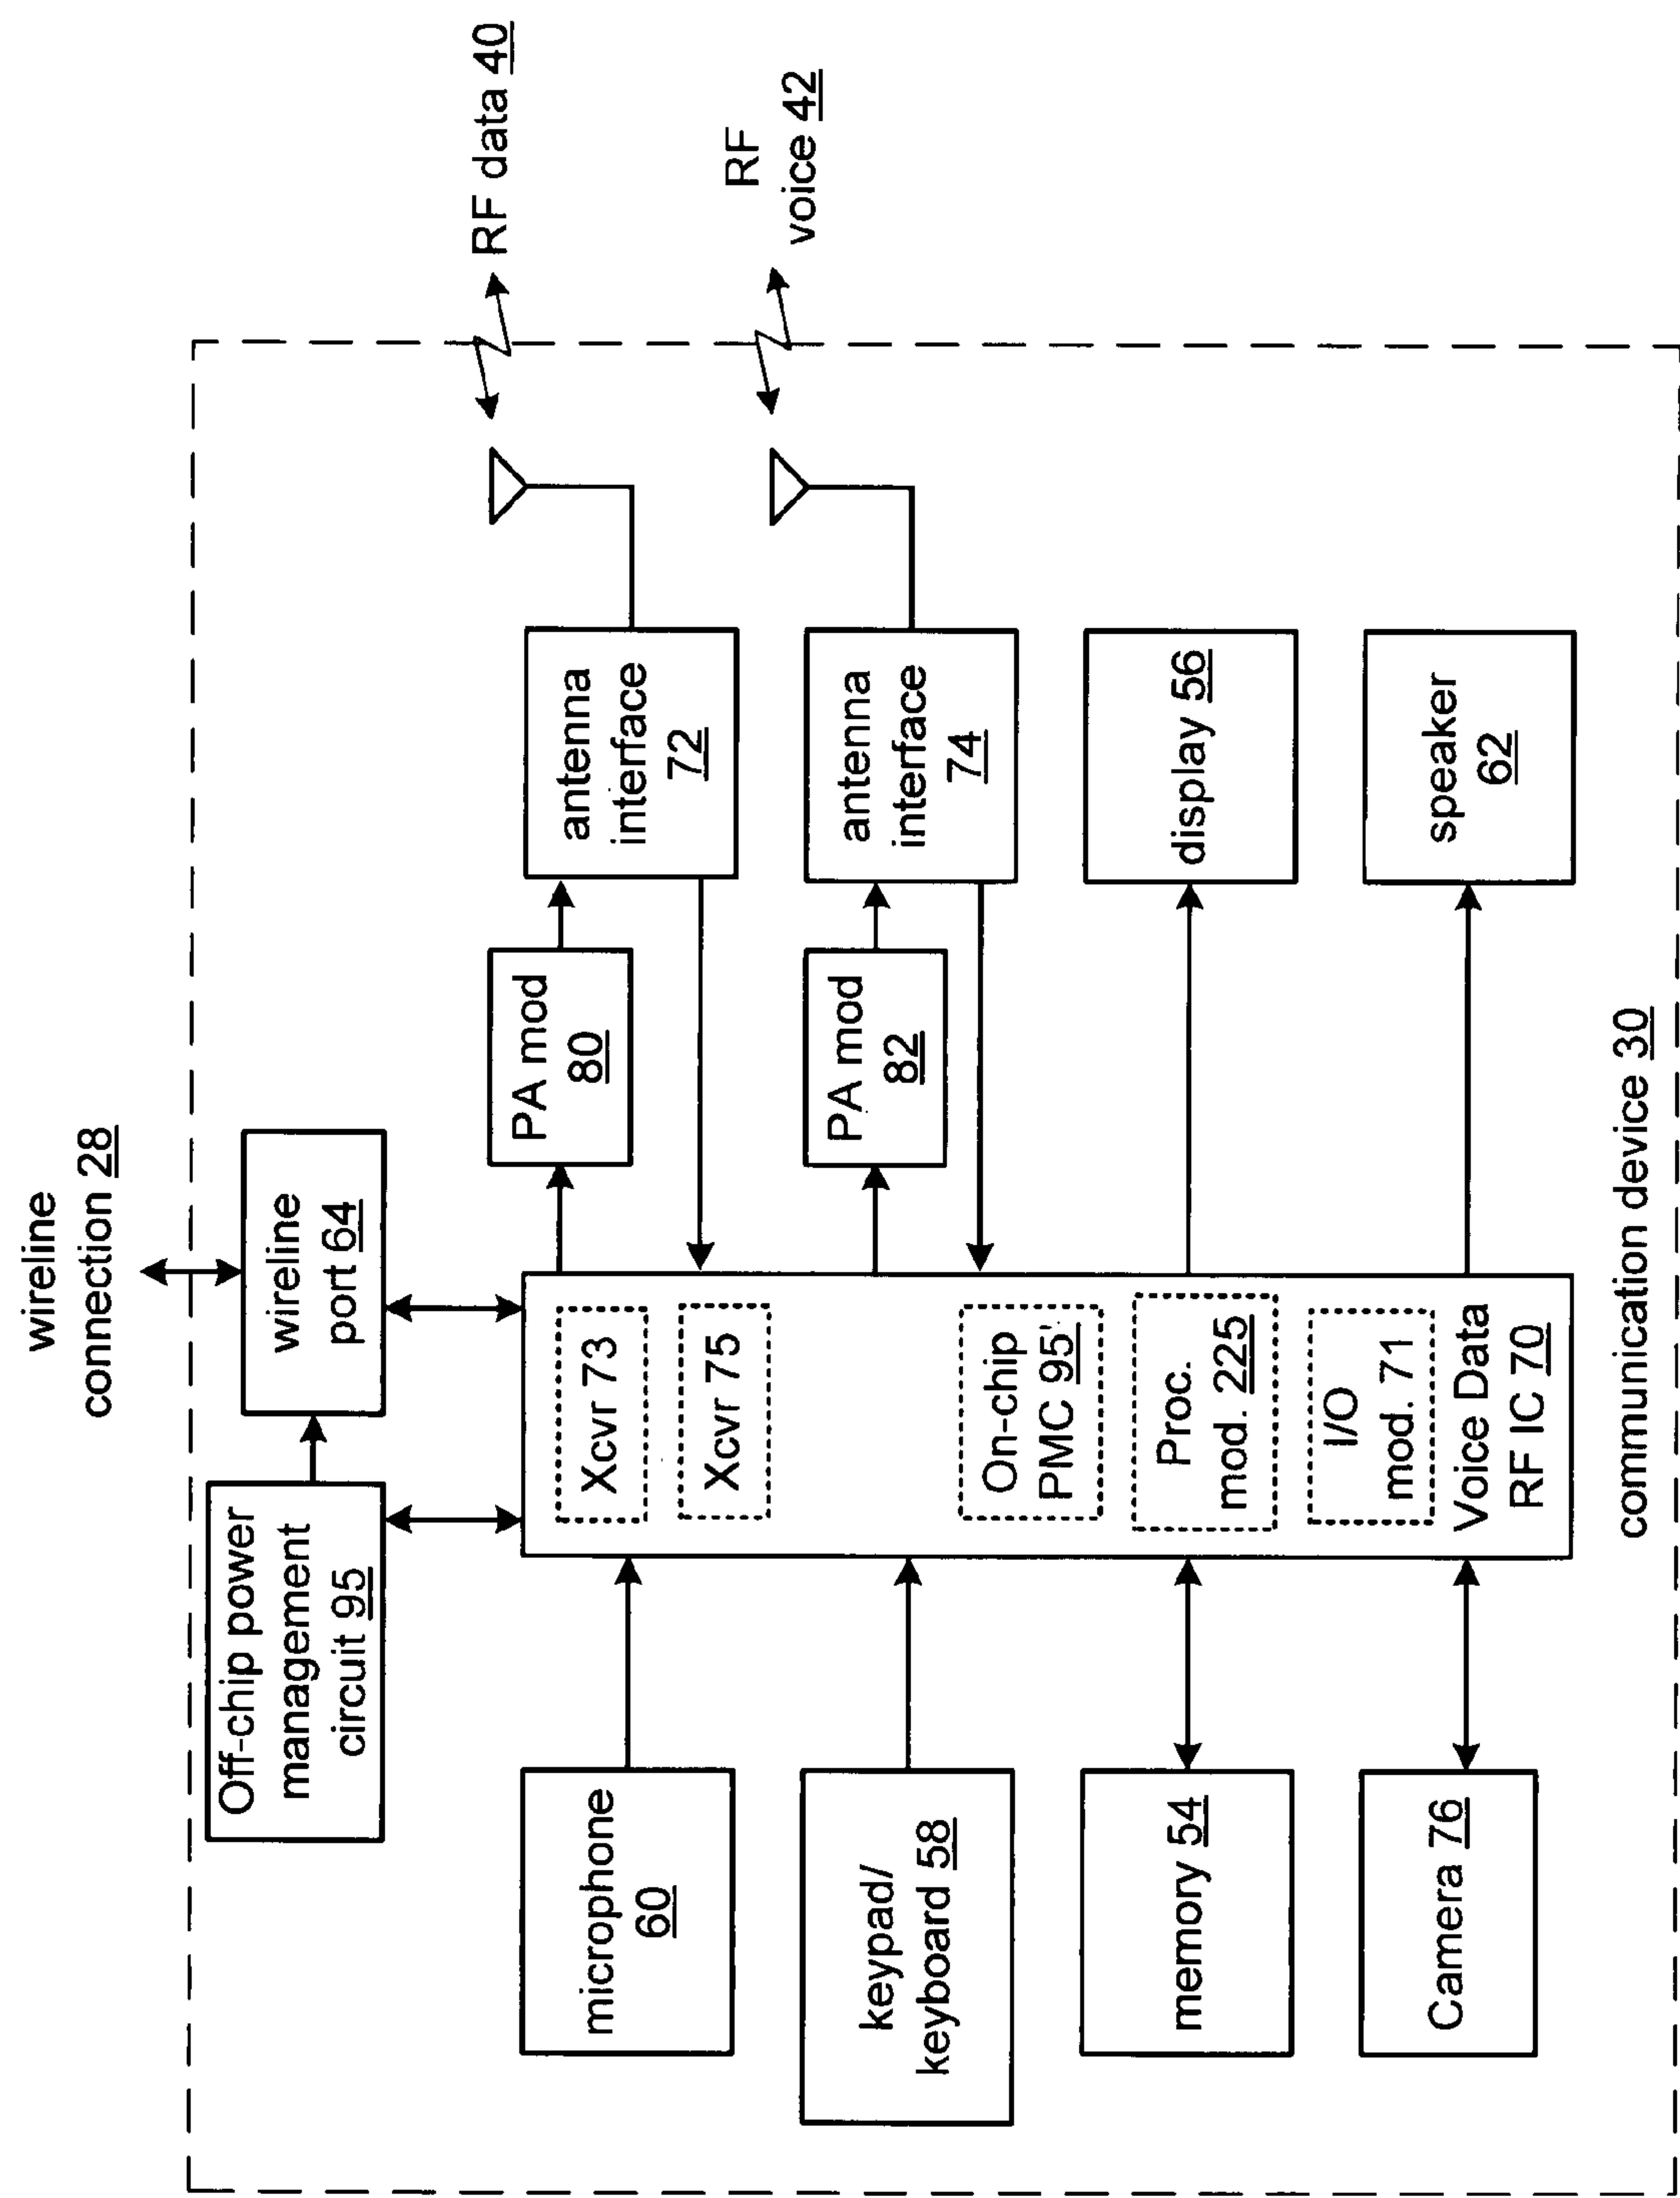 wireline
connection 28
Off-chip power
management
circuit 95
wireline
port 64
RF data 40
RF
voice 42
microphone
60
keypad/
keyboard 58
memory 54
Camera 76
Xcvr 73
Xcvr 75
On-chip
PMC 95'
Proc.
mod. 225
I/O
mod. 71
Voice Data
RF IC 70
PA mod
80
PA mod
82
antenna
interface
72
antenna
interface
74
display 56
speaker
62
communication device 30